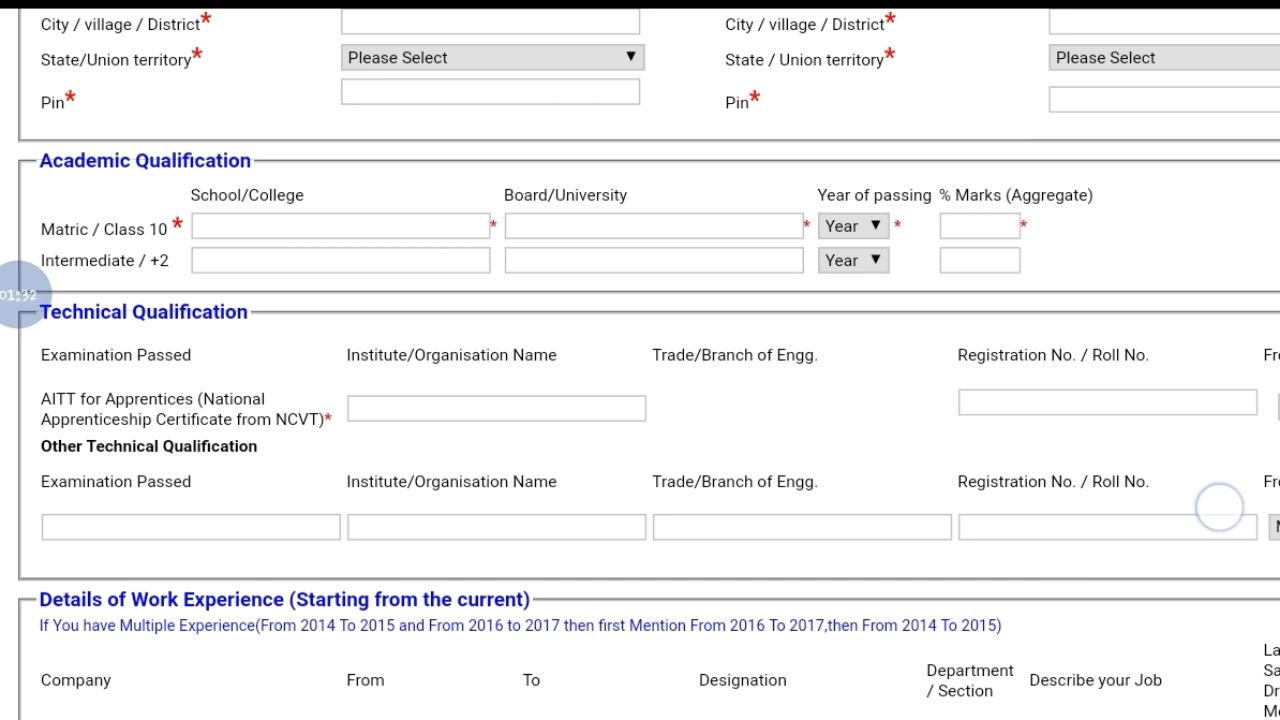 City / village / District* City / village / District*
State/Union territory* Please Select State / Union territory* Please Select
Pin* Pin*
Academic Qualification
School/College Board/University Year of passing % Marks (Aggregate)
Matric / Class 10 * * * Year * *
Intermediate / +2 Year
01:32
Technical Qualification
Examination Passed Institute/Organisation Name Trade/Branch of Engg. Registration No. / Roll No.
AITT for Apprentices (National
Apprenticeship Certificate from NCVT)*
Other Technical Qualification
Examination Passed Institute/Organisation Name Trade/Branch of Engg. Registration No. / Roll No.
Details of Work Experience (Starting from the current)
If You have Multiple Experience(From 2014 To 2015 and From 2016 to 2017 then first Mention From 2016 To 2017,then From 2014 To 2015)
Company From To Designation Department / Section Describe your Job